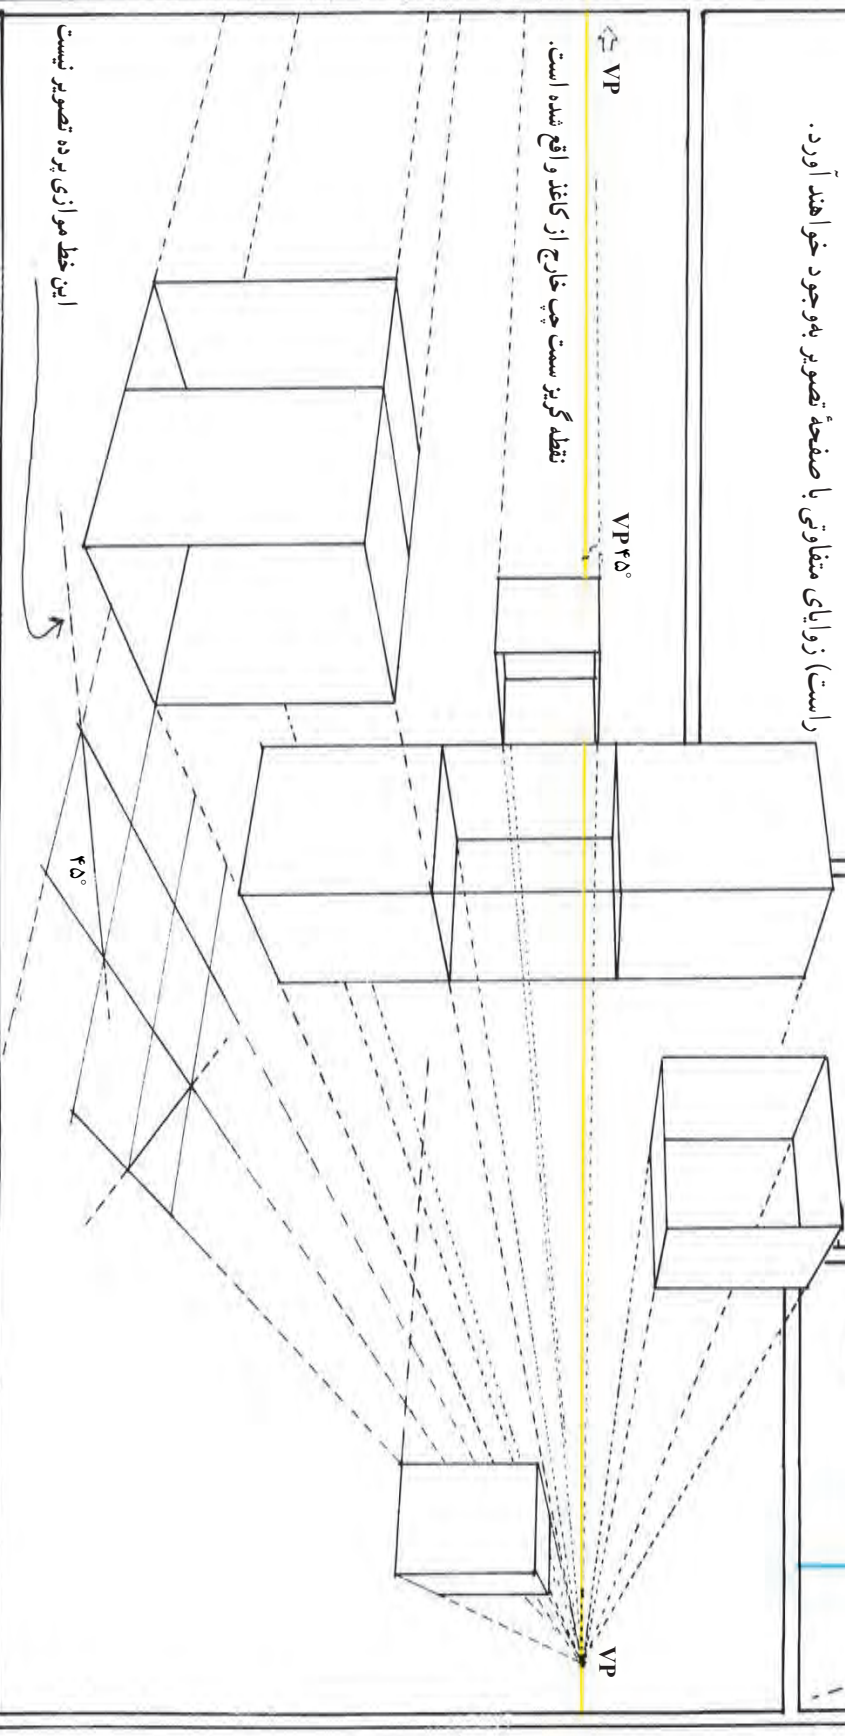 راست) زوایای متفاوتی با صفحهٔ تصویر به‌وجود خواهند آورد.
VP
نقطه گریز سمت چپ خارج از کاغذ واقع شده است.
VP۴۵°
VP
۴۵°
این خط موازی پرده تصویر نیست